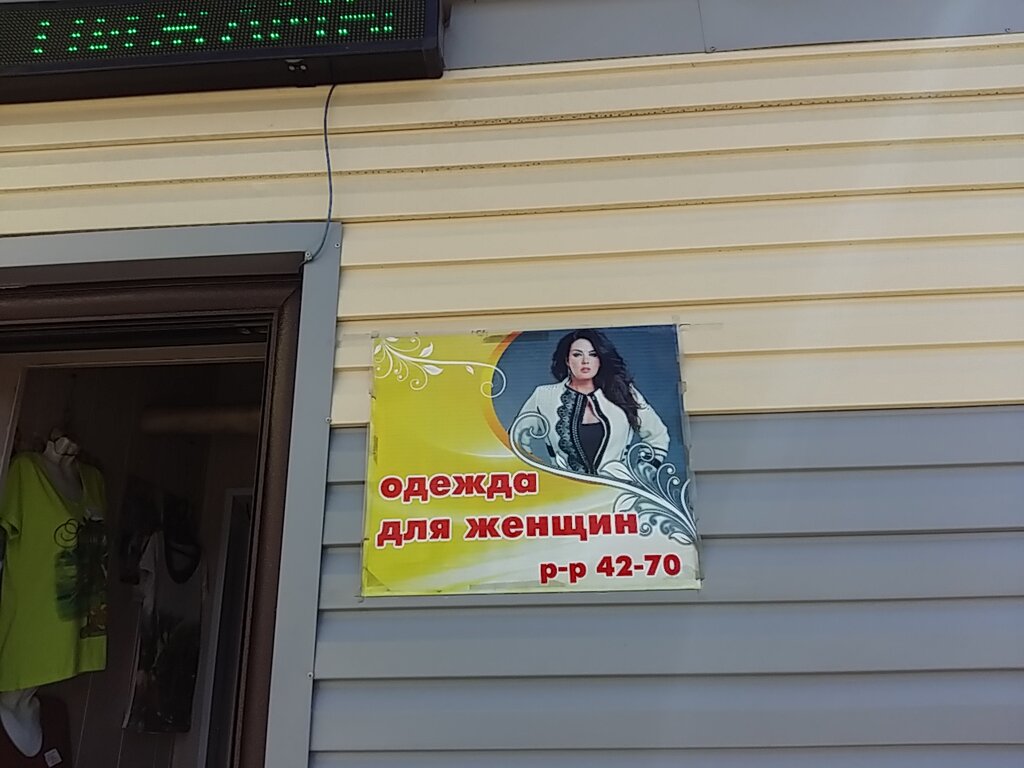 одежда
для женщин
р-р 42-70